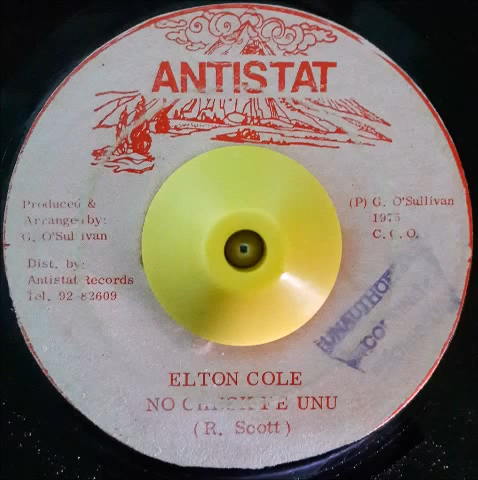 ANTISTAT
Produced &
Arranged by:
G. O'Sullivan
Dist. by:
Antistat Records
Tel. 92-82609
(P) G. O'Sullivan
1975
C. C. O.
ELTON COLE
NO UNU
(R. Scott)